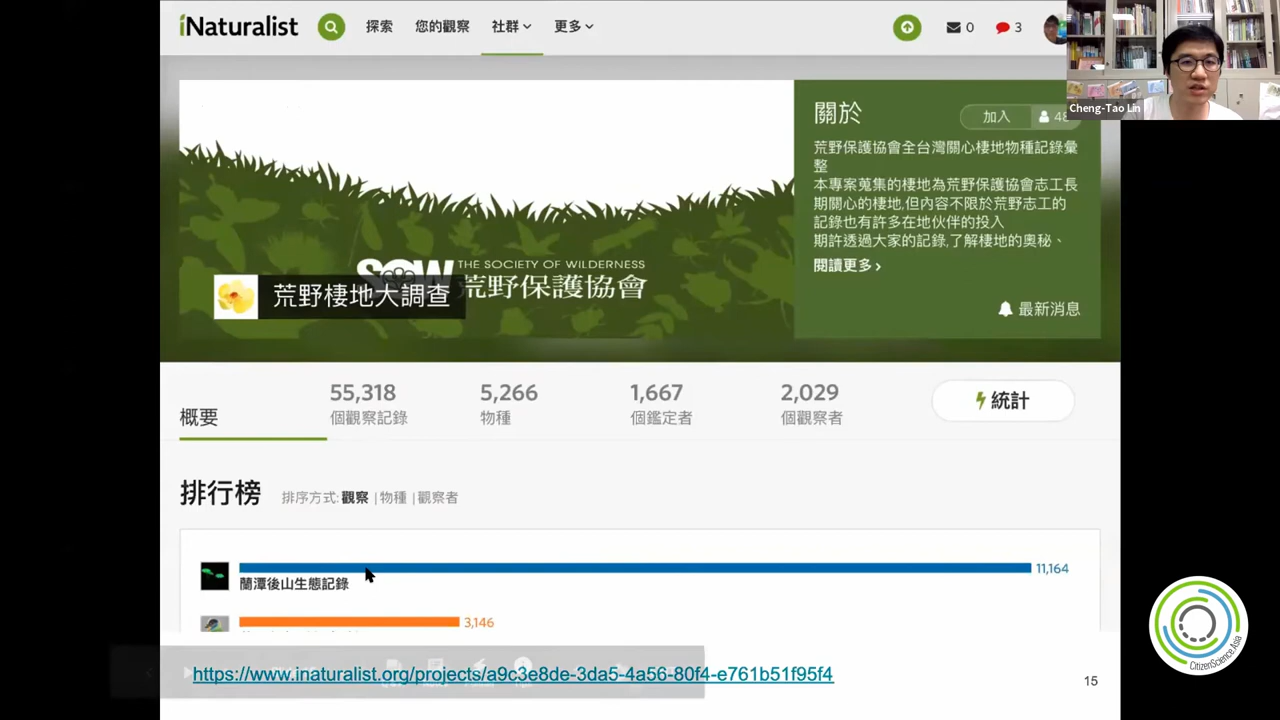 iNaturalist 探索 您的觀察 社群 更多 0 3
Cheng-Tao Lin
關於
加入 48
荒野保護協會全台灣關心棲地物種記錄彙
整
本專案蒐集的棲地為荒野保護協會志工長
期關心的棲地,但內容不限於荒野志工的
記錄也有許多在地伙伴的投入
期許透過大家的記錄,了解棲地的奧秘、
閱讀更多
最新消息
SOW THE SOCIETY OF WILDERNESS
荒野保護協會
荒野棲地大調查
概要
55,318
個觀察記錄
5,266
物種
1,667
個鑑定者
2,029
個觀察者
統計
排行榜 排序方式: 觀察 | 物種 | 觀察者
11,164
蘭潭後山生態記錄
3,146
https://www.inaturalist.org/projects/a9c3e8de-3da5-4a56-80f4-e761b51f95f4
15
CitizenScience.Asia